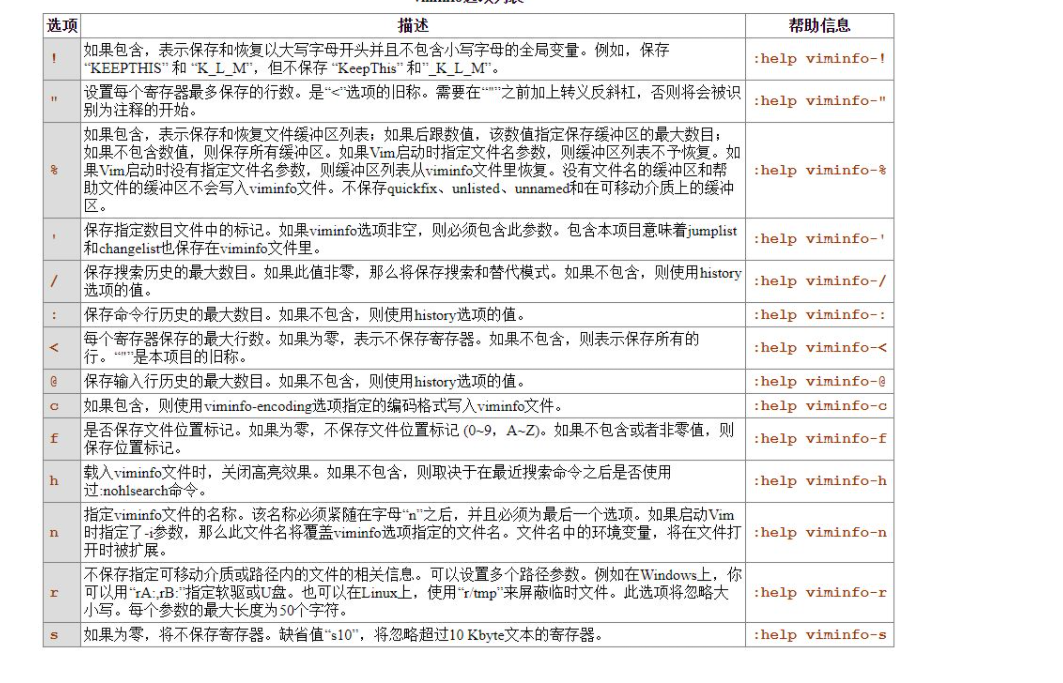 选项 描述 帮助信息
! 如果包含，表示保存和恢复以大写字母开头并且不包含小写字母的全局变量。例如，保存 :help viminfo-!
“KEEPTHIS” 和 “K_L_M”，但不保存 “KeepThis” 和”_K_L_M”。
" 设置每个寄存器最多保存的行数。是“<”选项的旧称。需要在“"”之前加上转义反斜杠，否则将会被识 :help viminfo-"
别为注释的开始。
如果包含，表示保存和恢复文件缓冲区列表；如果后跟数值，该数值指定保存缓冲区的最大数目；
如果不包含数值，则保存所有缓冲区。如果Vim启动时指定文件名参数，则缓冲区列表不予恢复。如
% 果Vim启动时没有指定文件名参数，则缓冲区列表从viminfo文件里恢复。没有文件名的缓冲区和帮 :help viminfo-%
助文件的缓冲区不会写入viminfo文件。不保存quickfix、unlisted、unnamed和在可移动介质上的缓冲
区。
' 保存指定数目文件中的标记。如果viminfo选项非空，则必须包含此参数。包含本项目意味着jumplist :help viminfo-'
和changelist也保存在viminfo文件里。
/ 保存搜索历史的最大数目。如果此值非零，那么将保存搜索和替代模式。如果不包含，则使用history :help viminfo-/
选项的值。
: 保存命令行历史的最大数目。如果不包含，则使用history选项的值。 :help viminfo-:
< 每个寄存器保存的最大行数。如果为零，表示不保存寄存器。如果不包含，则表示保存所有的 :help viminfo-<
行。“"”是本项目的旧称。
@ 保存输入行历史的最大数目。如果不包含，则使用history选项的值。 :help viminfo-@
c 如果包含，则使用viminfo-encoding选项指定的编码格式写入viminfo文件。 :help viminfo-c
f 是否保存文件位置标记。如果为零，不保存文件位置标记 (0~9，A~Z)。如果不包含或者非零值，则 :help viminfo-f
保存位置标记。
h 载入viminfo文件时，关闭高亮效果。如果不包含，则取决于在最近搜索命令之后是否使用 :help viminfo-h
过:nohlsearch命令。
指定viminfo文件的名称。该名称必须紧随在字母“n”之后，并且必须为最后一个选项。如果启动Vim
n 时指定了-i参数，那么此文件名将覆盖viminfo选项指定的文件名。文件名中的环境变量，将在文件打 :help viminfo-n
开时被扩展。
不保存指定可移动介质或路径内的文件的相关信息。可以设置多个路径参数。例如在Windows上，你
r 可以用“rA:,rB:”指定软驱或U盘。也可以在Linux上，使用“r/tmp”来屏蔽临时文件。此选项将忽略大 :help viminfo-r
小写。每个参数的最大长度为50个字符。
s 如果为零，将不保存寄存器。缺省值“s10”，将忽略超过10 Kbyte文本的寄存器。 :help viminfo-s